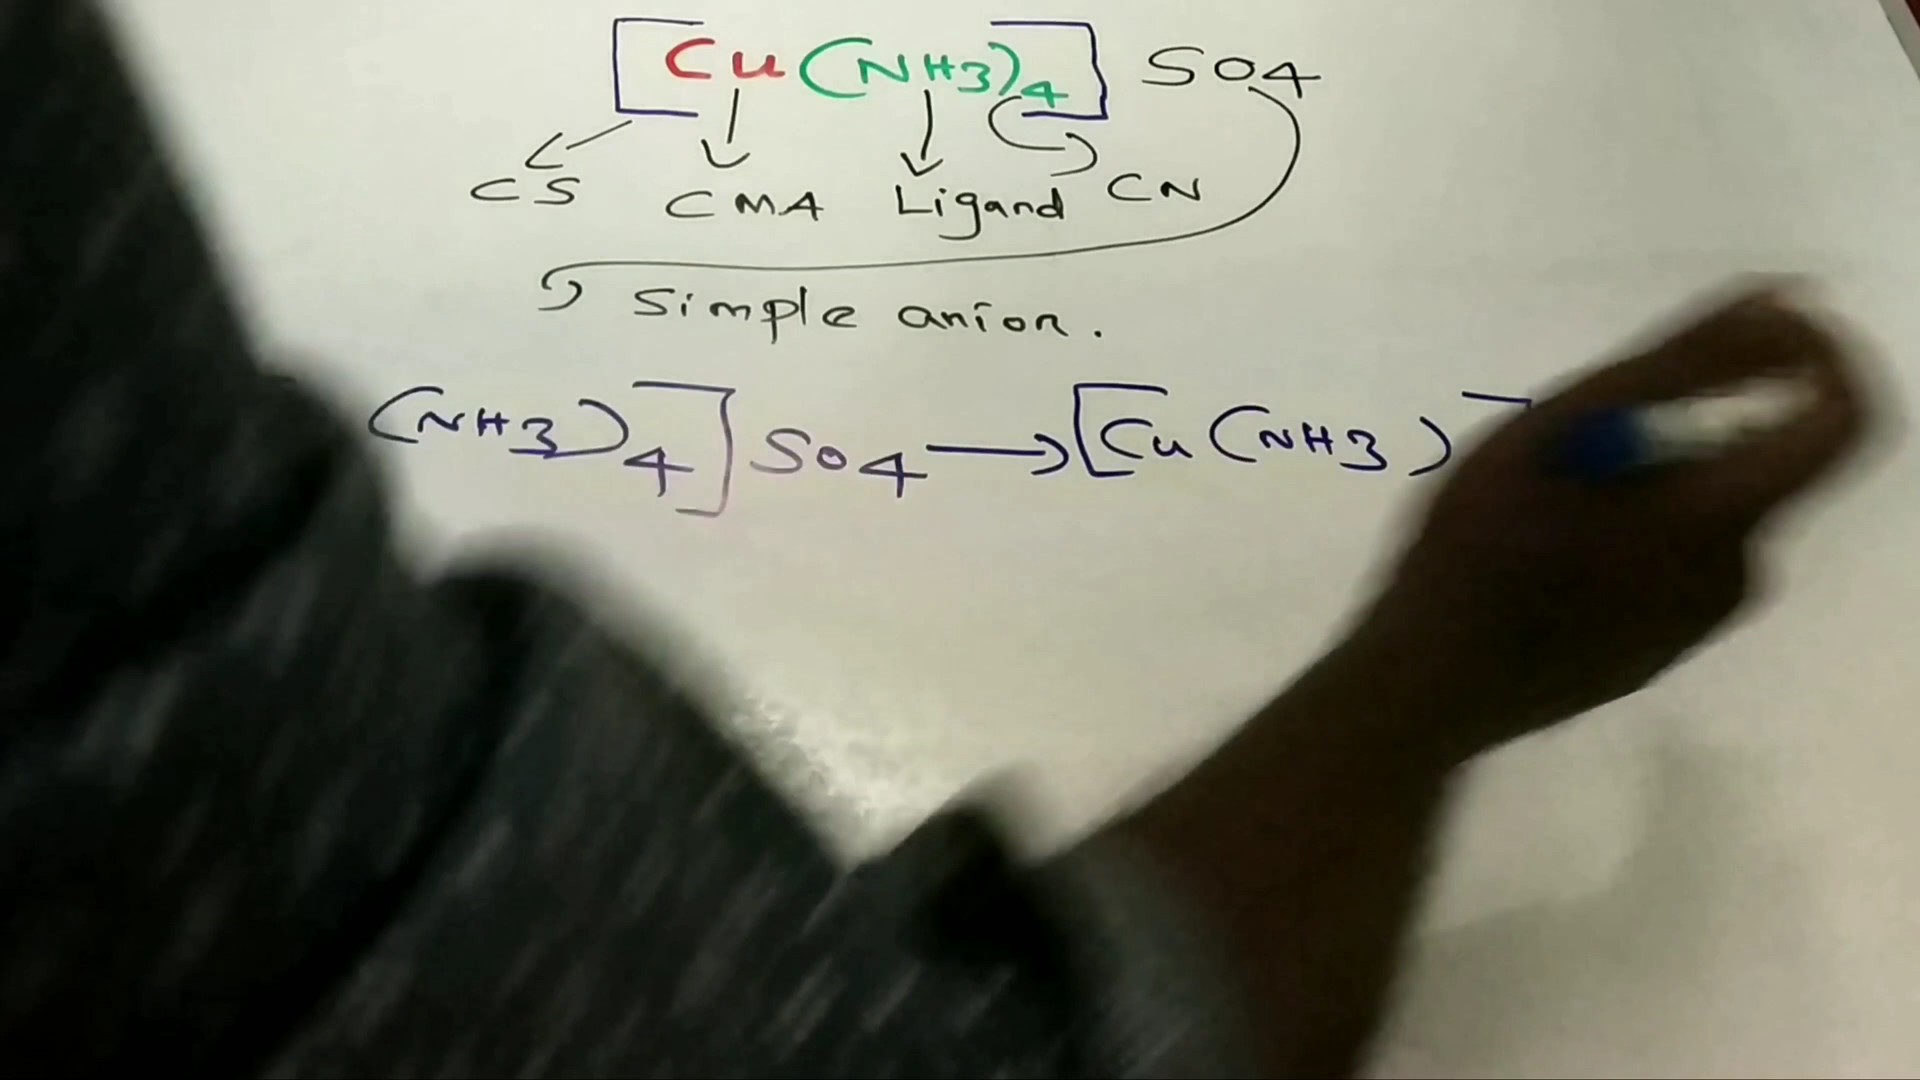 [Cu(NH3)4] SO4
CS CMA Ligand CN
Simple anion.
(NH3)4]SO4→[Cu(NH3)]